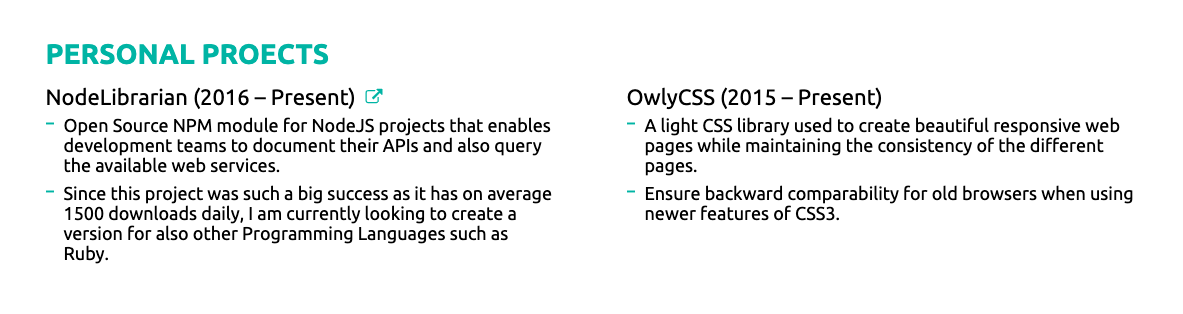 PERSONAL PROECTS
NodeLibrarian (2016 – Present)
– Open Source NPM module for NodeJS projects that enables
development teams to document their APIs and also query
the available web services.
– Since this project was such a big success as it has on average
1500 downloads daily, I am currently looking to create a
version for also other Programming Languages such as
Ruby.
OwlyCSS (2015 – Present)
– A light CSS library used to create beautiful responsive web
pages while maintaining the consistency of the different
pages.
– Ensure backward comparability for old browsers when using
newer features of CSS3.